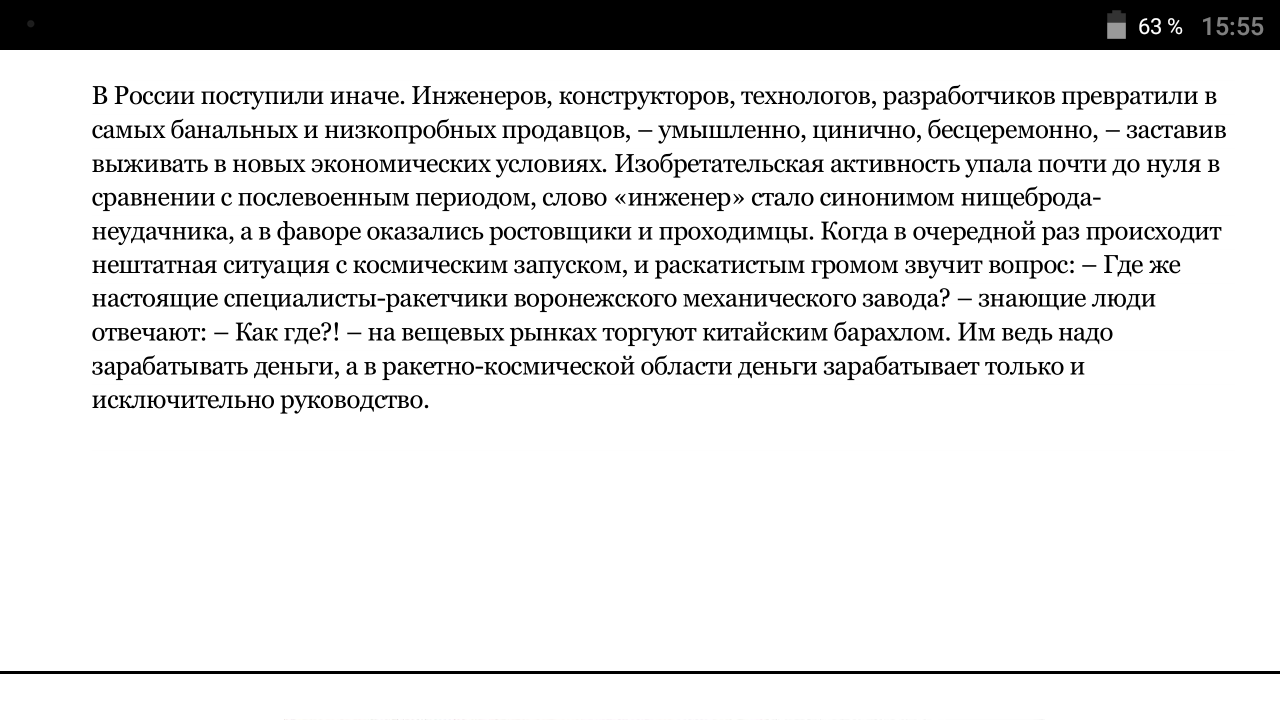 63 % 15:55
В России поступили иначе. Инженеров, конструкторов, технологов, разработчиков превратили в
самых банальных и низкопробных продавцов, – умышленно, цинично, бесцеремонно, – заставив
выживать в новых экономических условиях. Изобретательская активность упала почти до нуля в
сравнении с послевоенным периодом, слово «инженер» стало синонимом нищеброда-
неудачника, а в фаворе оказались ростовщики и проходимцы. Когда в очередной раз происходит
нештатная ситуация с космическим запуском, и раскатистым громом звучит вопрос: – Где же
настоящие специалисты-ракетчики воронежского механического завода? – знающие люди
отвечают: – Как где?! – на вещевых рынках торгуют китайским барахлом. Им ведь надо
зарабатывать деньги, а в ракетно-космической области деньги зарабатывает только и
исключительно руководство.